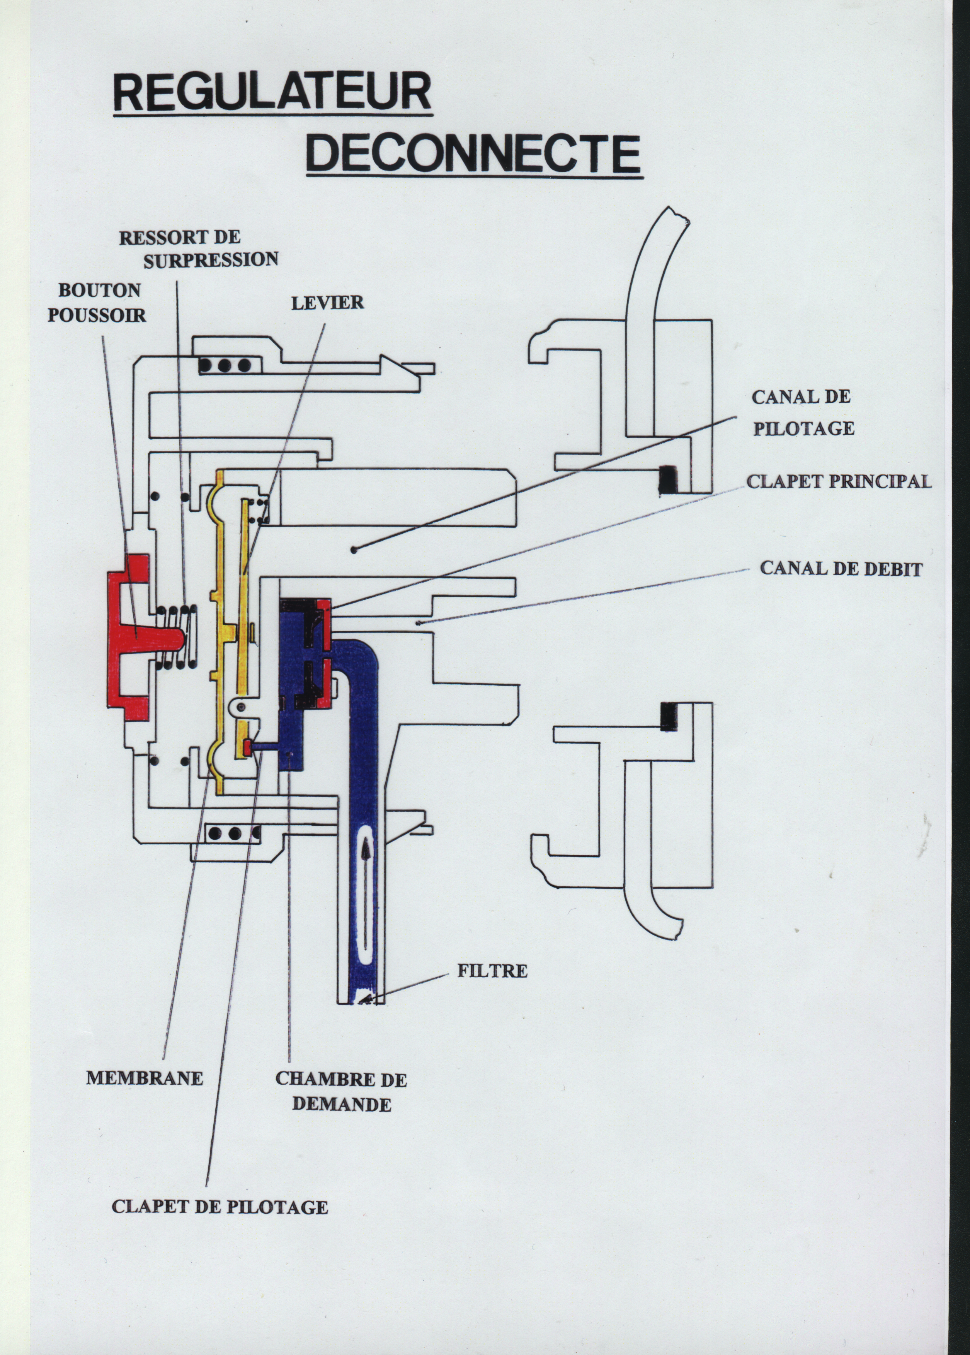 REGULATEUR
DECONNECTE
RESSORT DE
SURPRESSION
BOUTON
POUSSOIR
LEVIER
CANAL DE
PILOTAGE
CLAPET PRINCIPAL
CANAL DE DEBIT
FILTRE
MEMBRANE
CHAMBRE DE
DEMANDE
CLAPET DE PILOTAGE